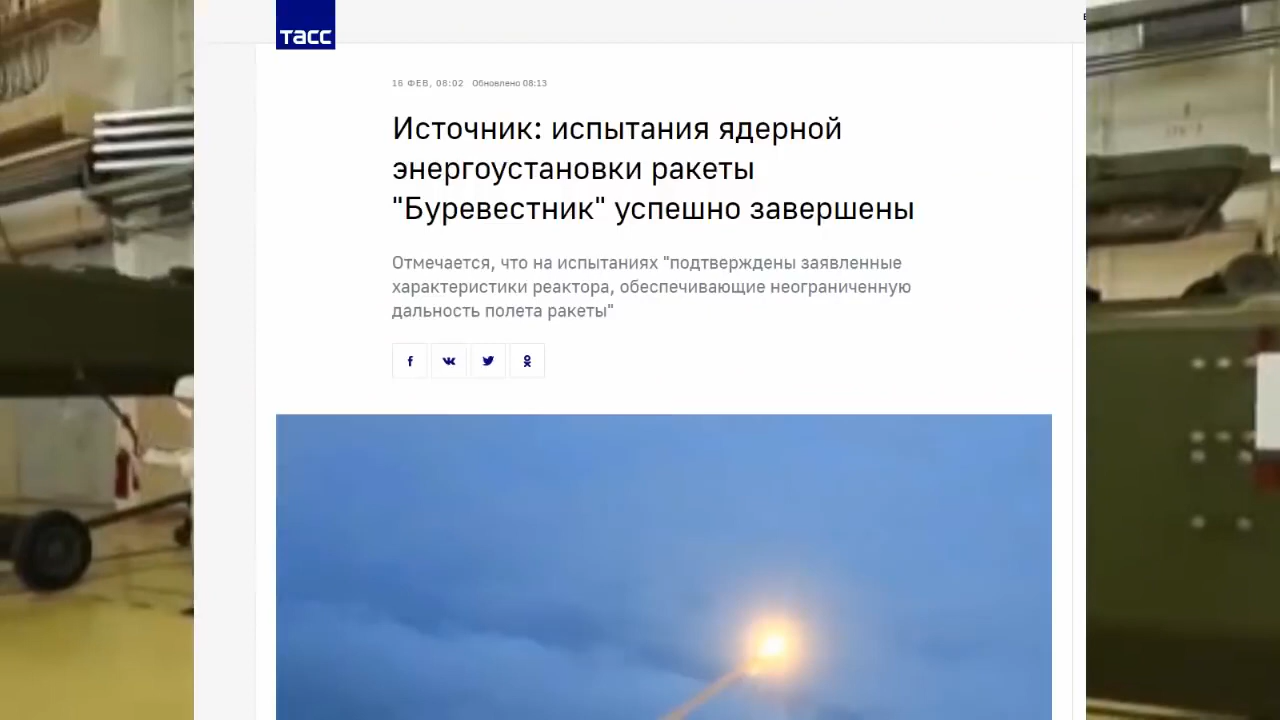 тасс
16 ФЕВ, 08:02 Обновлено 08:13
Источник: испытания ядерной
энергоустановки ракеты
"Буревестник" успешно завершены
Отмечается, что на испытаниях "подтверждены заявленные
характеристики реактора, обеспечивающие неограниченную
дальность полета ракеты"